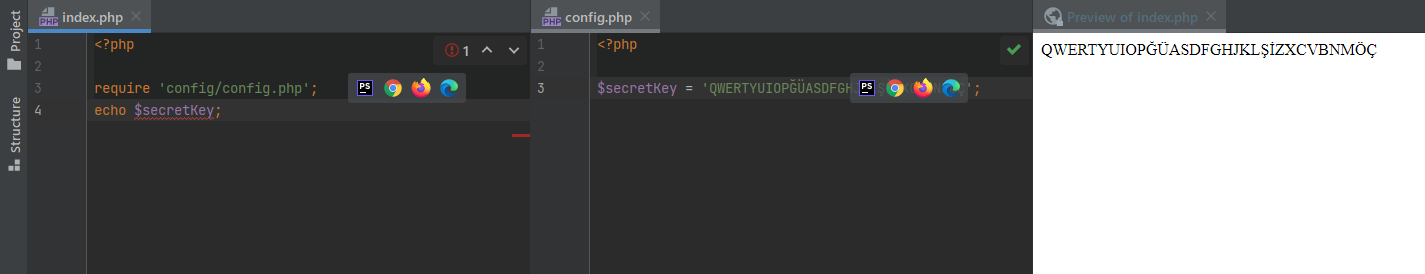 Project
Structure
PHP index.php
1 <?php
2
3 require 'config/config.php';
4 echo $secretKey;
1
PS
PHP config.php
1 <?php
2
3 $secretKey = 'QWERTYUIOPĞÜASDFGH ';
PS
Preview of index.php
QWERTYUIOPĞÜASDFGHJKLŞİZXCVBNMÖÇ